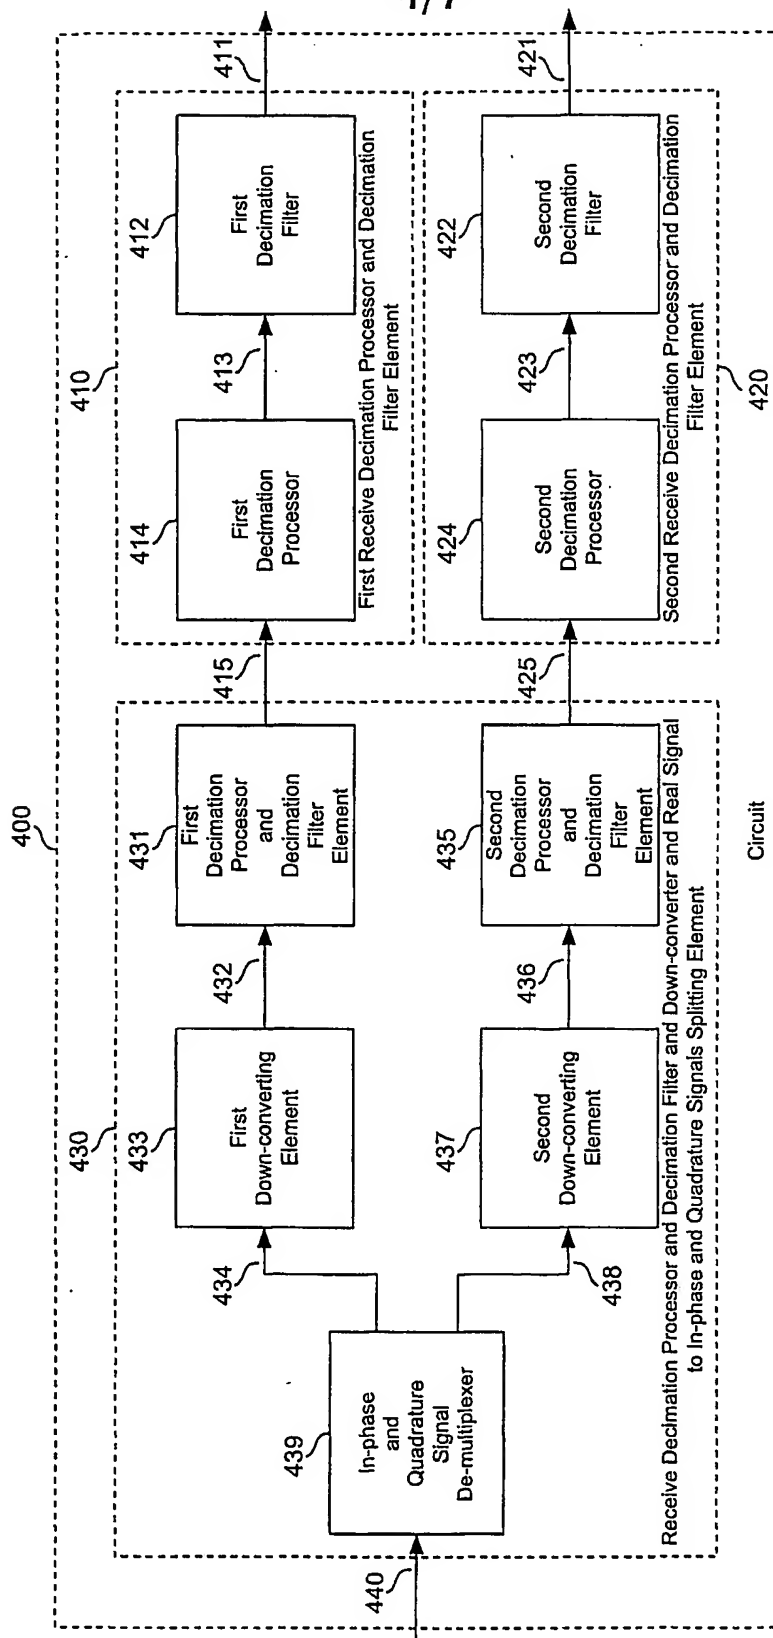 4/7
400
430
439
In-phase
and
Quadrature
Signal
De-multiplexer
440
434
438
433
First
Down-converting
Element
437
Second
Down-converting
Element
432
436
431
First
Decimation
Processor
and
Decimation
Filter
Element
435
Second
Decimation
Processor
and
Decimation
Filter
Element
Receive Decimation Processor and Decimation Filter and Down-converter and Real Signal
to In-phase and Quadrature Signals Splitting Element
415
425
410
414
First
Decimation
Processor
413
412
First
Decimation
Filter
411
First Receive Decimation Processor and Decimation
Filter Element
424
Second
Decimation
Processor
423
422
Second
Decimation
Filter
421
Second Receive Decimation Processor and Decimation
Filter Element
420
Circuit